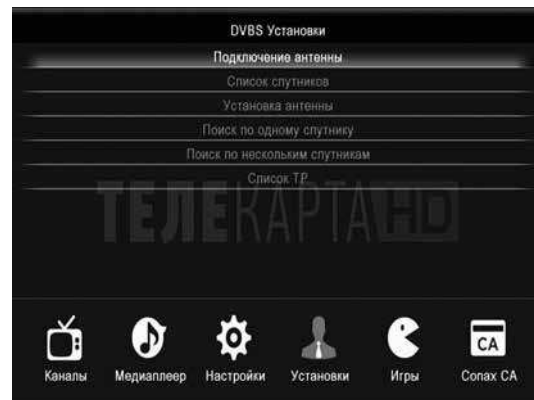 DVBS Установки
Подключение антенны
Список спутников
Установка антенны
Поиск по одному спутнику
Поиск по нескольким спутникам
Список TP
ТЕЛЕКАРТА HD
CA
Каналы Медиаплеер Настройки Установки Игры Conax CA